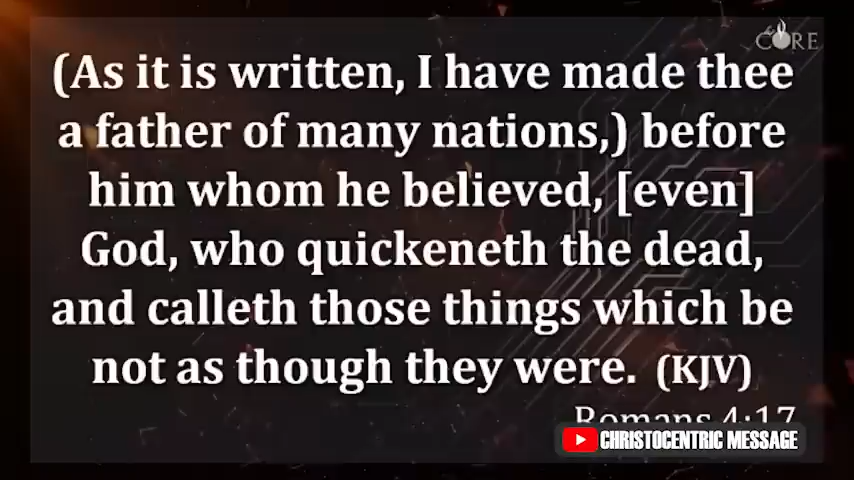 CORE
(As it is written, I have made thee
a father of many nations,) before
him whom he believed, [even]
God, who quickeneth the dead,
and calleth those things which be
not as though they were. (KJV)
Romans 4:17
CHRISTOCENTRIC MESSAGE